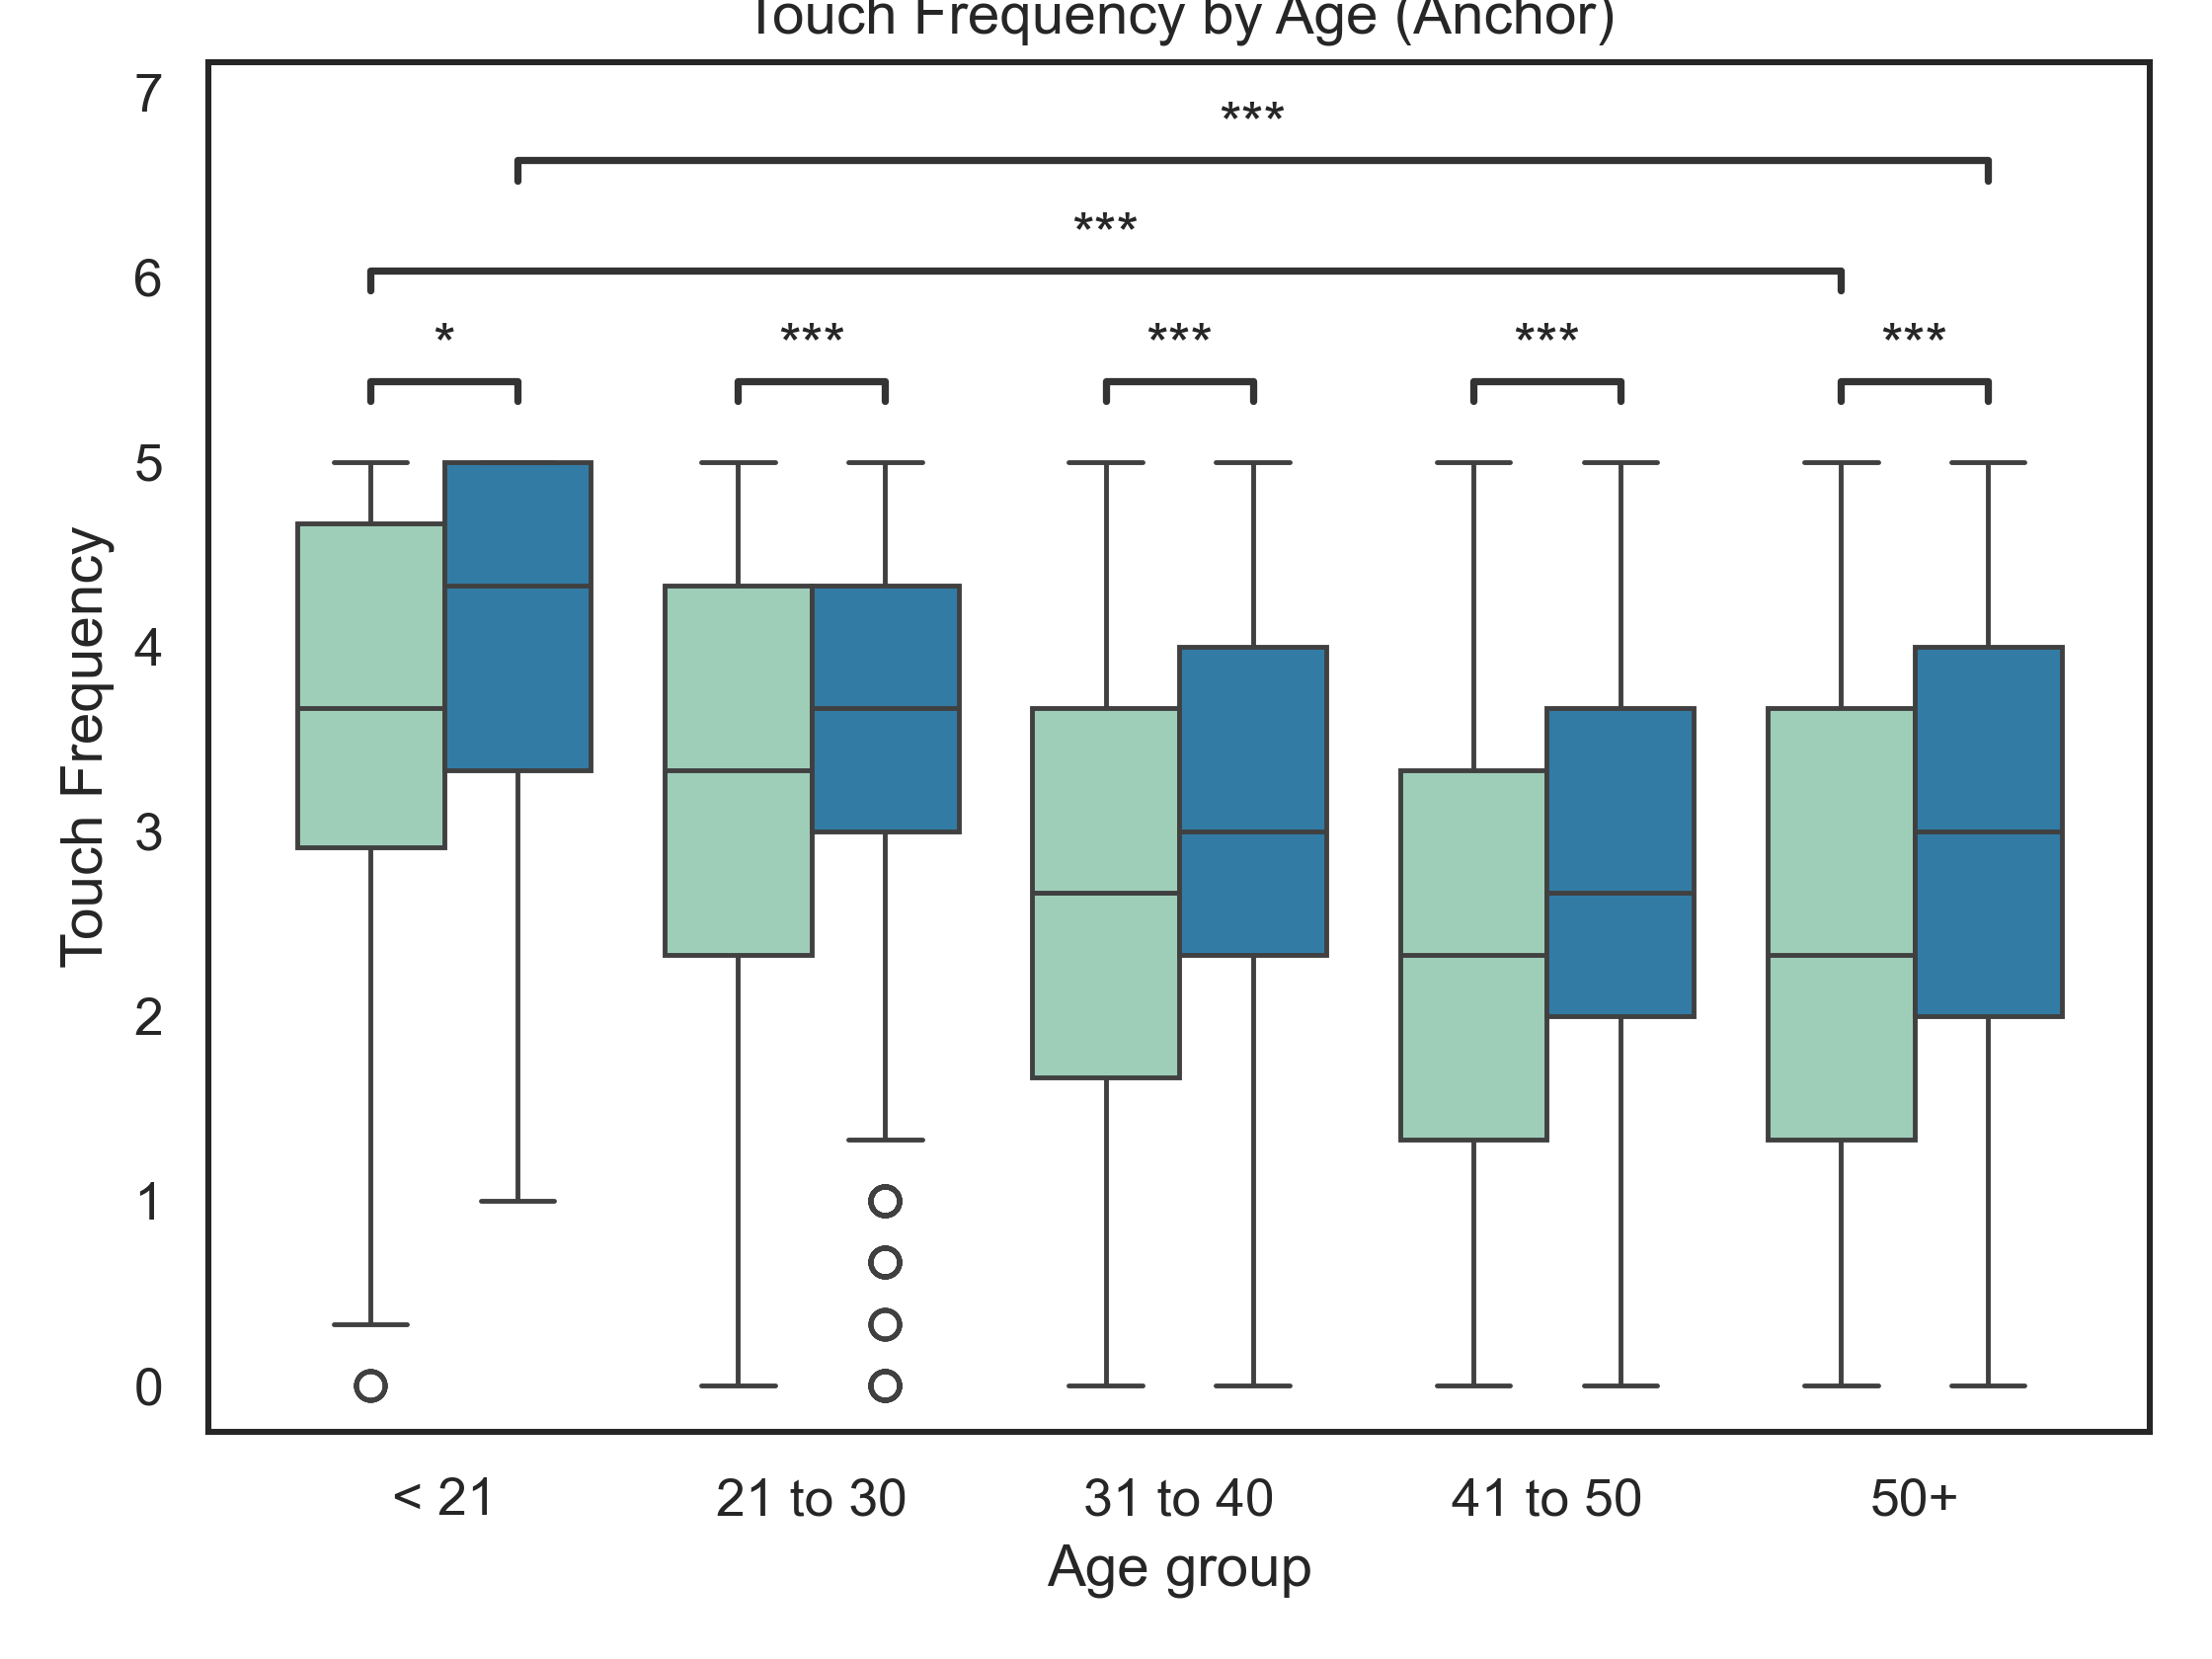 Touch Frequency by Age (Anchor)
7
***
***
6
* *** *** *** ***
5
4
3
2
1
0
Touch Frequency
< 21 21 to 30 31 to 40 41 to 50 50+
Age group